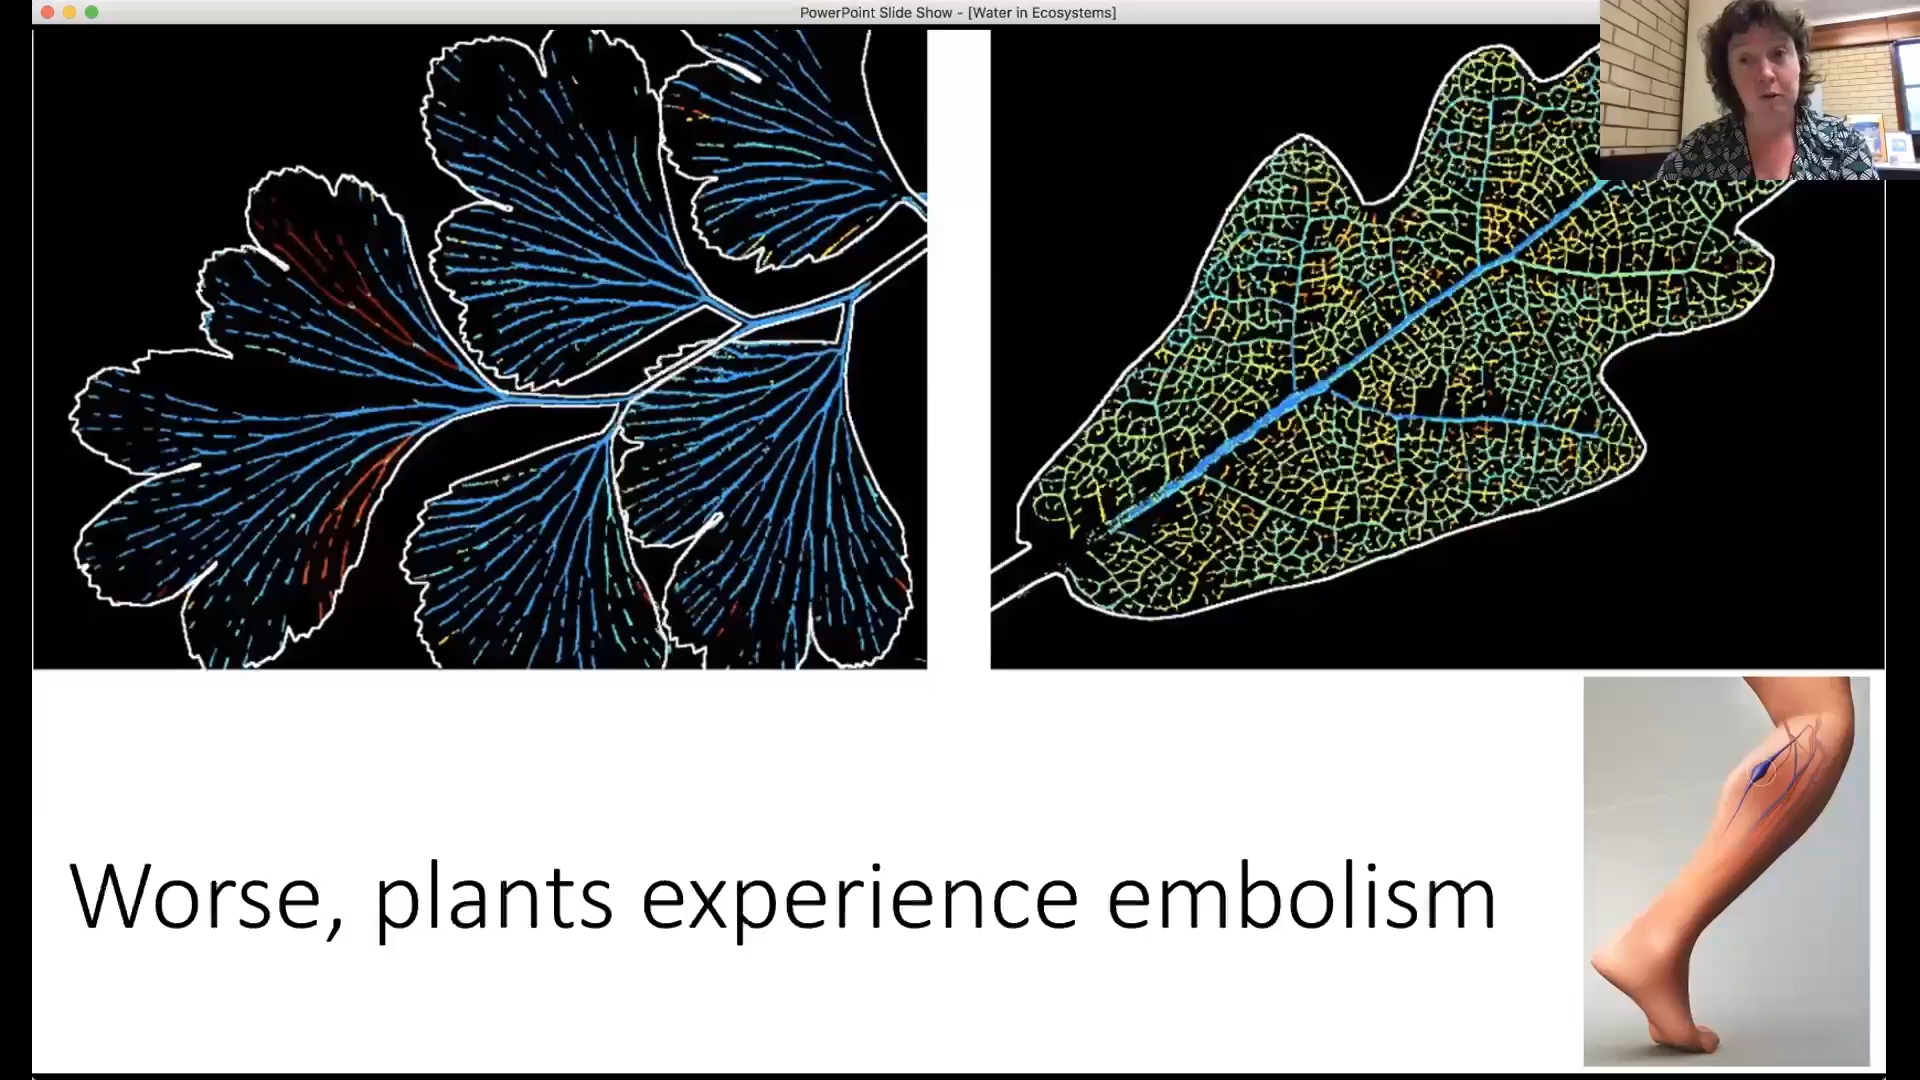 PowerPoint Slide Show - [Water in Ecosystems]
Worse, plants experience embolism